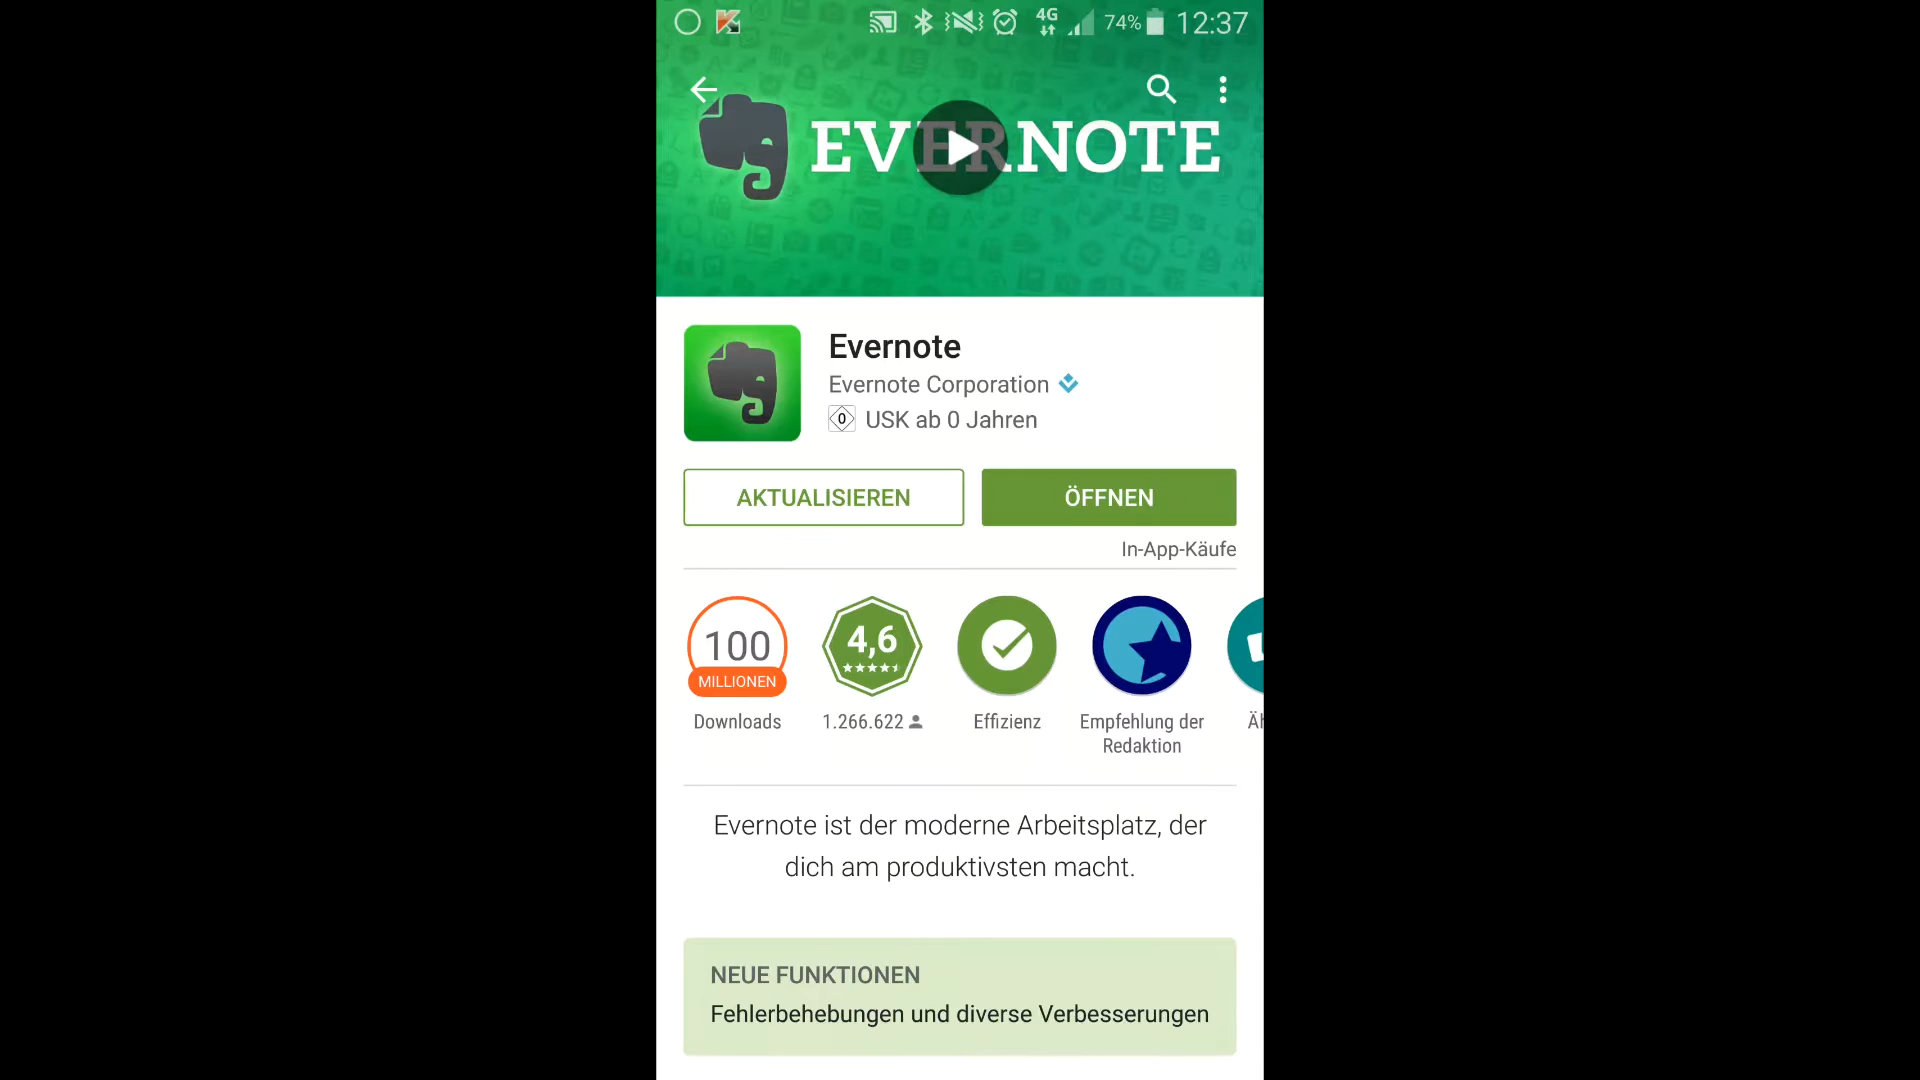 4G 74% 12:37
EVERNOTE
Evernote
Evernote Corporation
0 USK ab 0 Jahren
AKTUALISIEREN ÖFFNEN
In-App-Käufe
100 4,6
MILLIONEN
Downloads 1.266.622 Effizienz Empfehlung der
Redaktion
Evernote ist der moderne Arbeitsplatz, der
dich am produktivsten macht.
NEUE FUNKTIONEN
Fehlerbehebungen und diverse Verbesserungen